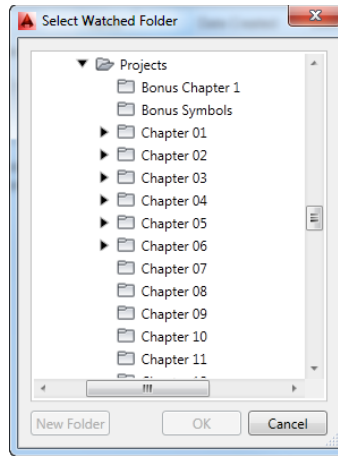 Select Watched Folder
Projects
Bonus Chapter 1
Bonus Symbols
Chapter 01
Chapter 02
Chapter 03
Chapter 04
Chapter 05
Chapter 06
Chapter 07
Chapter 08
Chapter 09
Chapter 10
Chapter 11
New Folder OK Cancel